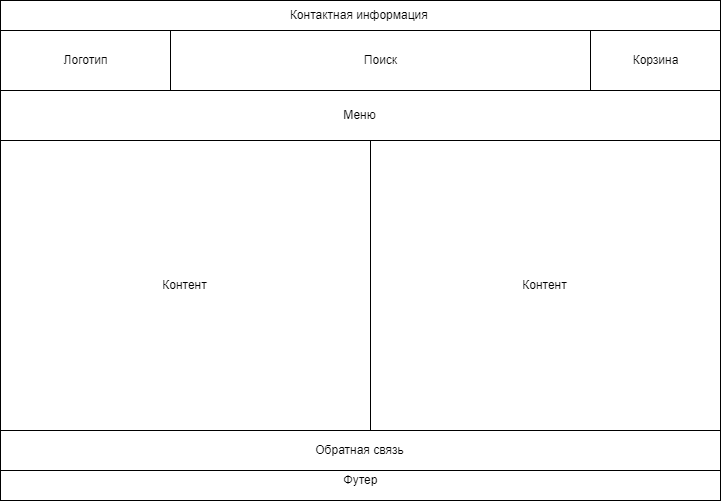 Контактная информация
Логотип
Поиск
Корзина
Меню
Контент
Контент
Обратная связь
Футер